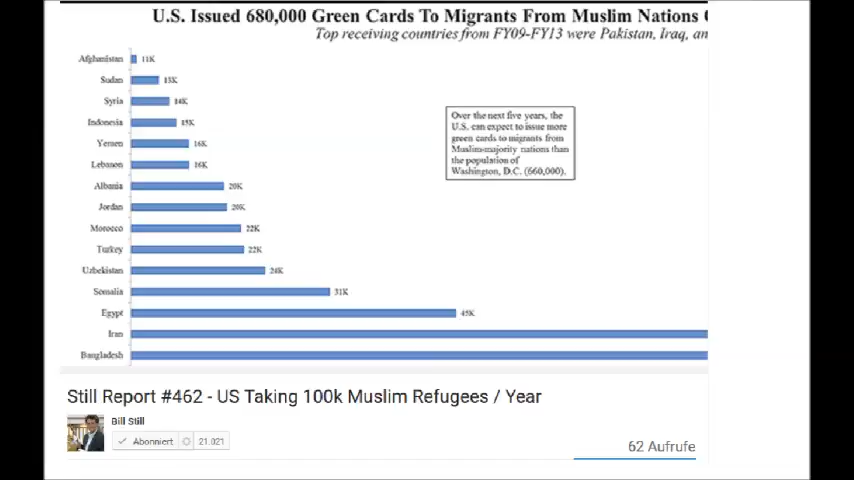 U.S. Issued 680,000 Green Cards To Migrants From Muslim Nations
Top receiving countries from FY09-FY13 were Pakistan, Iraq, an
Afghanistan 11K
Sudan 13K
Syria 14K
Indonesia 15K
Yemen 16K
Lebanon 16K
Albania 20K
Jordan 20K
Morocco 22K
Turkey 22K
Uzbekistan 24K
Somalia 31K
Egypt 45K
Iran
Bangladesh
Over the next five years, the
U.S. can expect to issue more
green cards to migrants from
Muslim-majority nations than
the population of
Washington, D.C. (660,000).
Still Report #462 - US Taking 100k Muslim Refugees / Year
Bill Still
Abonniert 21.021
62 Aufrufe